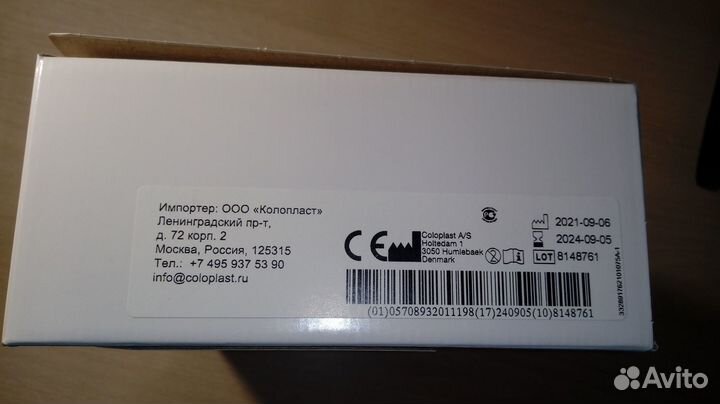 Импортер: ООО «Колопласт»
Ленинградский пр-т,
д. 72 корп. 2
Москва, Россия, 125315
Тел.: +7 495 937 53 90
info@coloplast.ru
CE
Coloplast A/S
Holtedam 1
3050 Humlebaek
Denmark
2021-09-06
2024-09-05
LOT 8148761
(01)05708932011198(17)240905(10)8148761
Avito